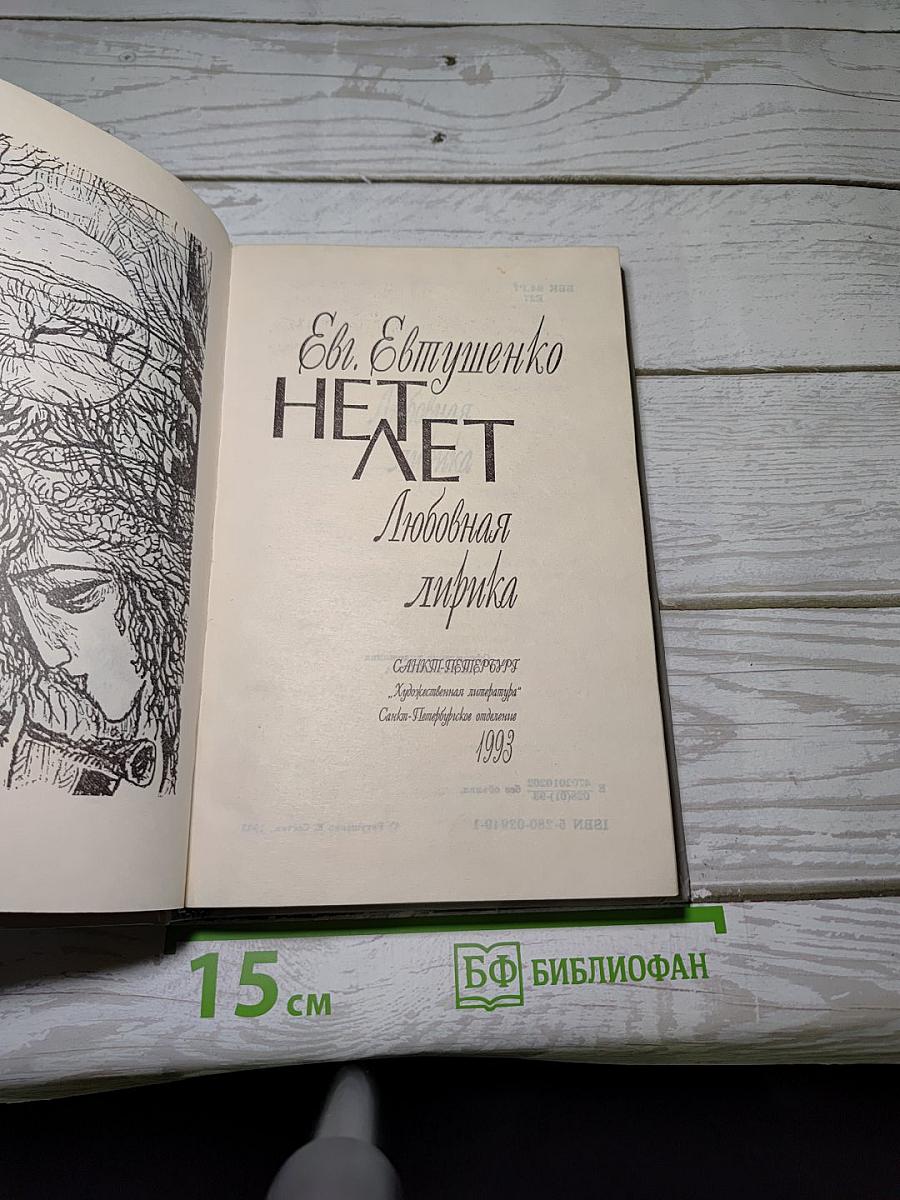 Евг. Евтушенко
НЕТ
ЛЕТ
Любовная
лирика
САНКТ-ПЕТЕРБУРГ
„Художественная литература“
Санкт-Петербургское отделение
1993
15 см
БФ БИБЛИОФАН